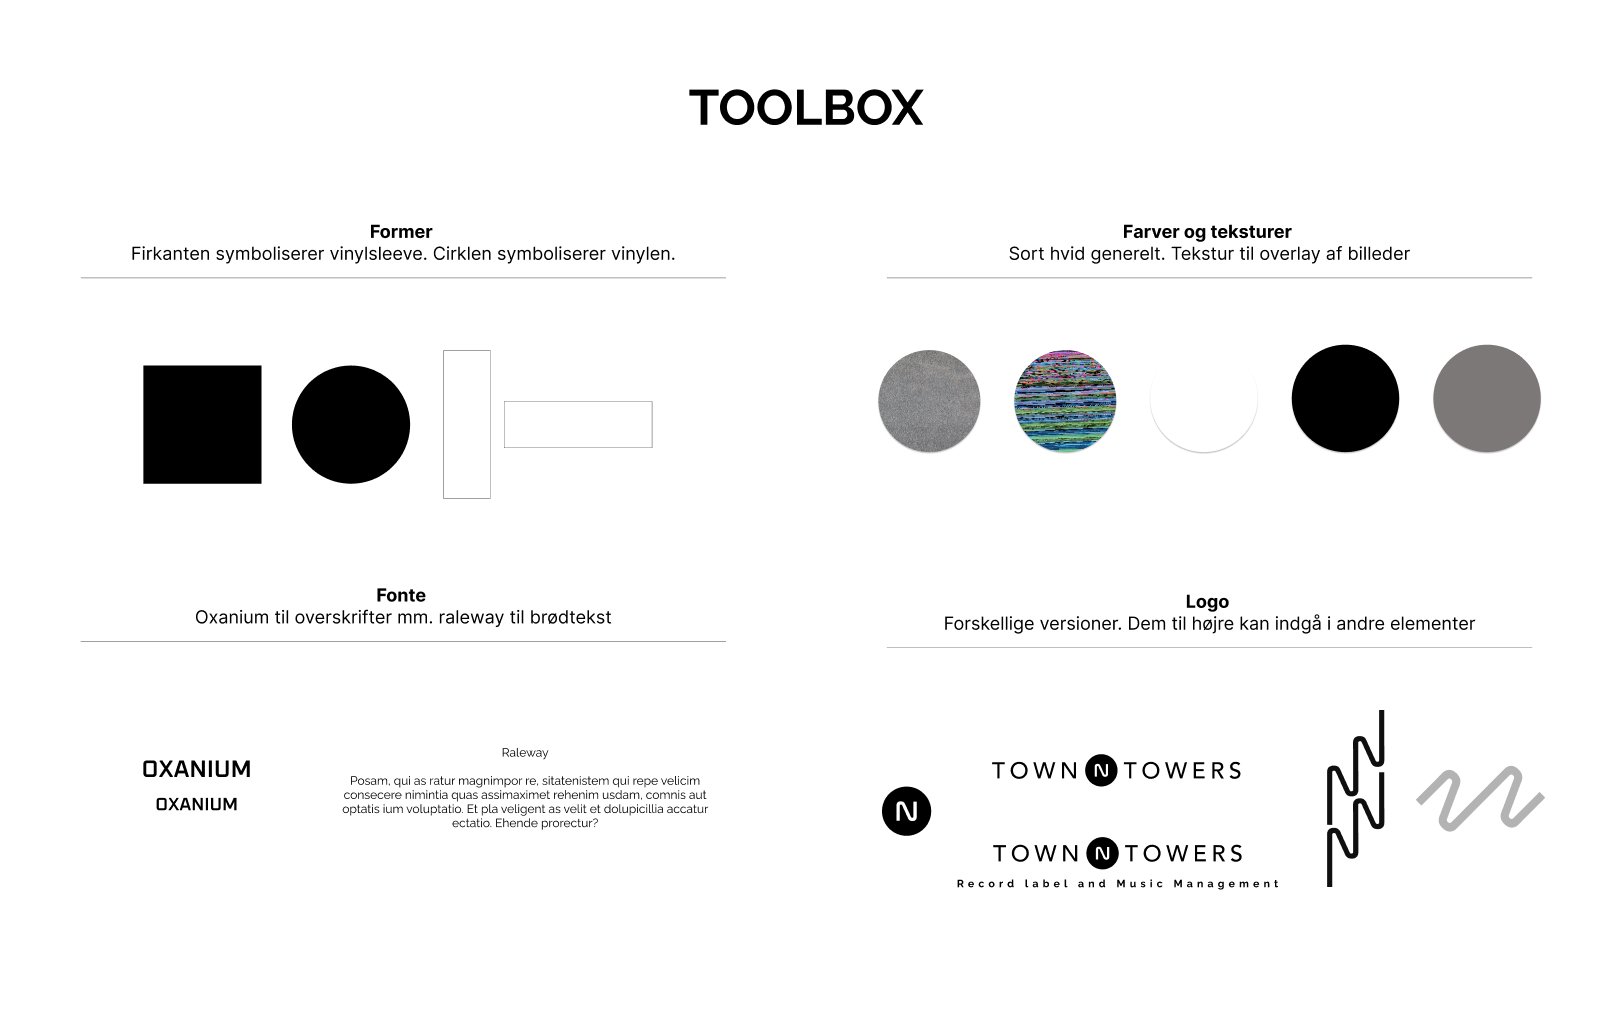 TOOLBOX
Former
Firkanten symboliserer vinylsleeve. Cirklen symboliserer vinylen.
Farver og teksturer
Sort hvid generelt. Tekstur til overlay af billeder
Fonte
Oxanium til overskrifter mm. raleway til brødtekst
OXANIUM
OXANIUM
Raleway
Posam, qui as ratur magnimpor re, sitatenistem qui repe velicim
consecere nimintia quas assimaximet rehenim usdam, comnis aut
optatis ium voluptatio. Et pla veligent as velit et dolupicillia accatur
ectatio. Ehende prorectur?
Logo
Forskellige versioner. Dem til højre kan indgå i andre elementer
N
TOWN N TOWERS
TOWN N TOWERS
Record label and Music Management